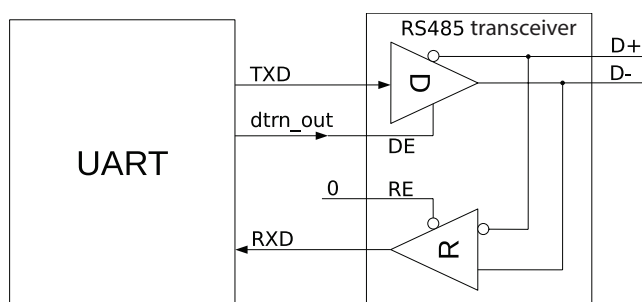 RS485 transceiver
D+
TXD
D
D-
dtrn_out
DE
UART
0
RE
RXD
R